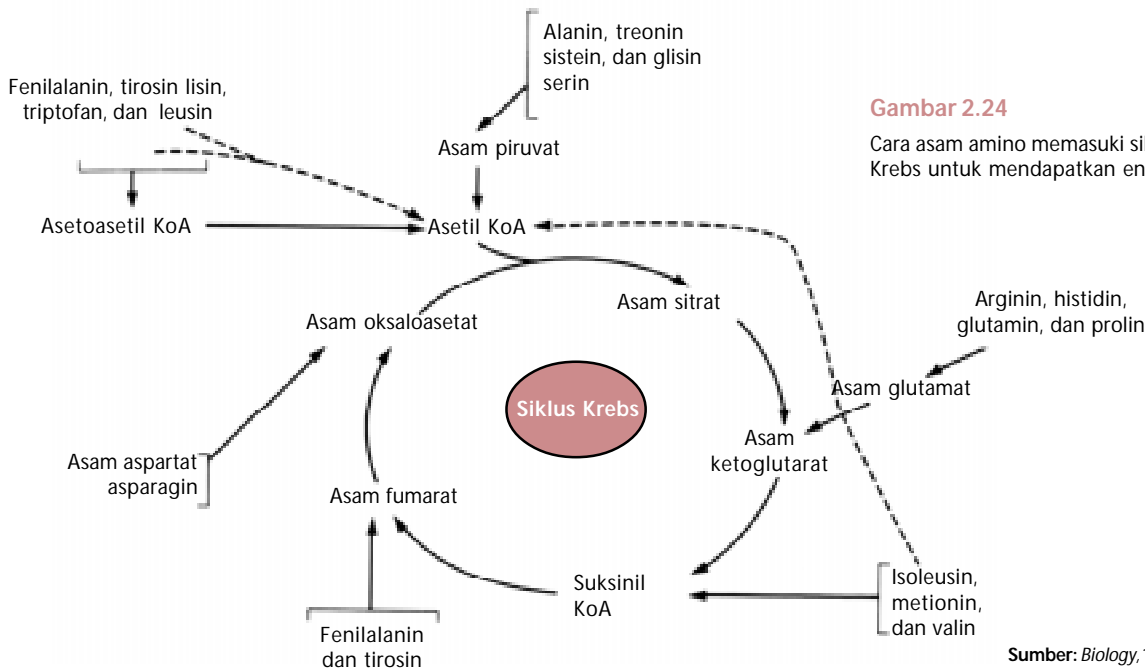 Alanin, treonin
sistein, dan glisin
serin
Fenilalanin, tirosin lisin,
triptofan, dan leusin
Gambar 2.24
Cara asam amino memasuki
Krebs untuk mendapatkan
Asam piruvat
Asetoasetil KoA
Asetil KoA
Asam sitrat
Arginin, histidin,
glutamin, dan prolin
Asam oksaloasetat
Asam glutamat
Siklus Krebs
Asam
ketoglutarat
Asam aspartat
asparagin
Asam fumarat
Suksinil
KoA
Isoleusin,
metionin,
dan valin
Fenilalanin
dan tirosin
Sumber: Biology,